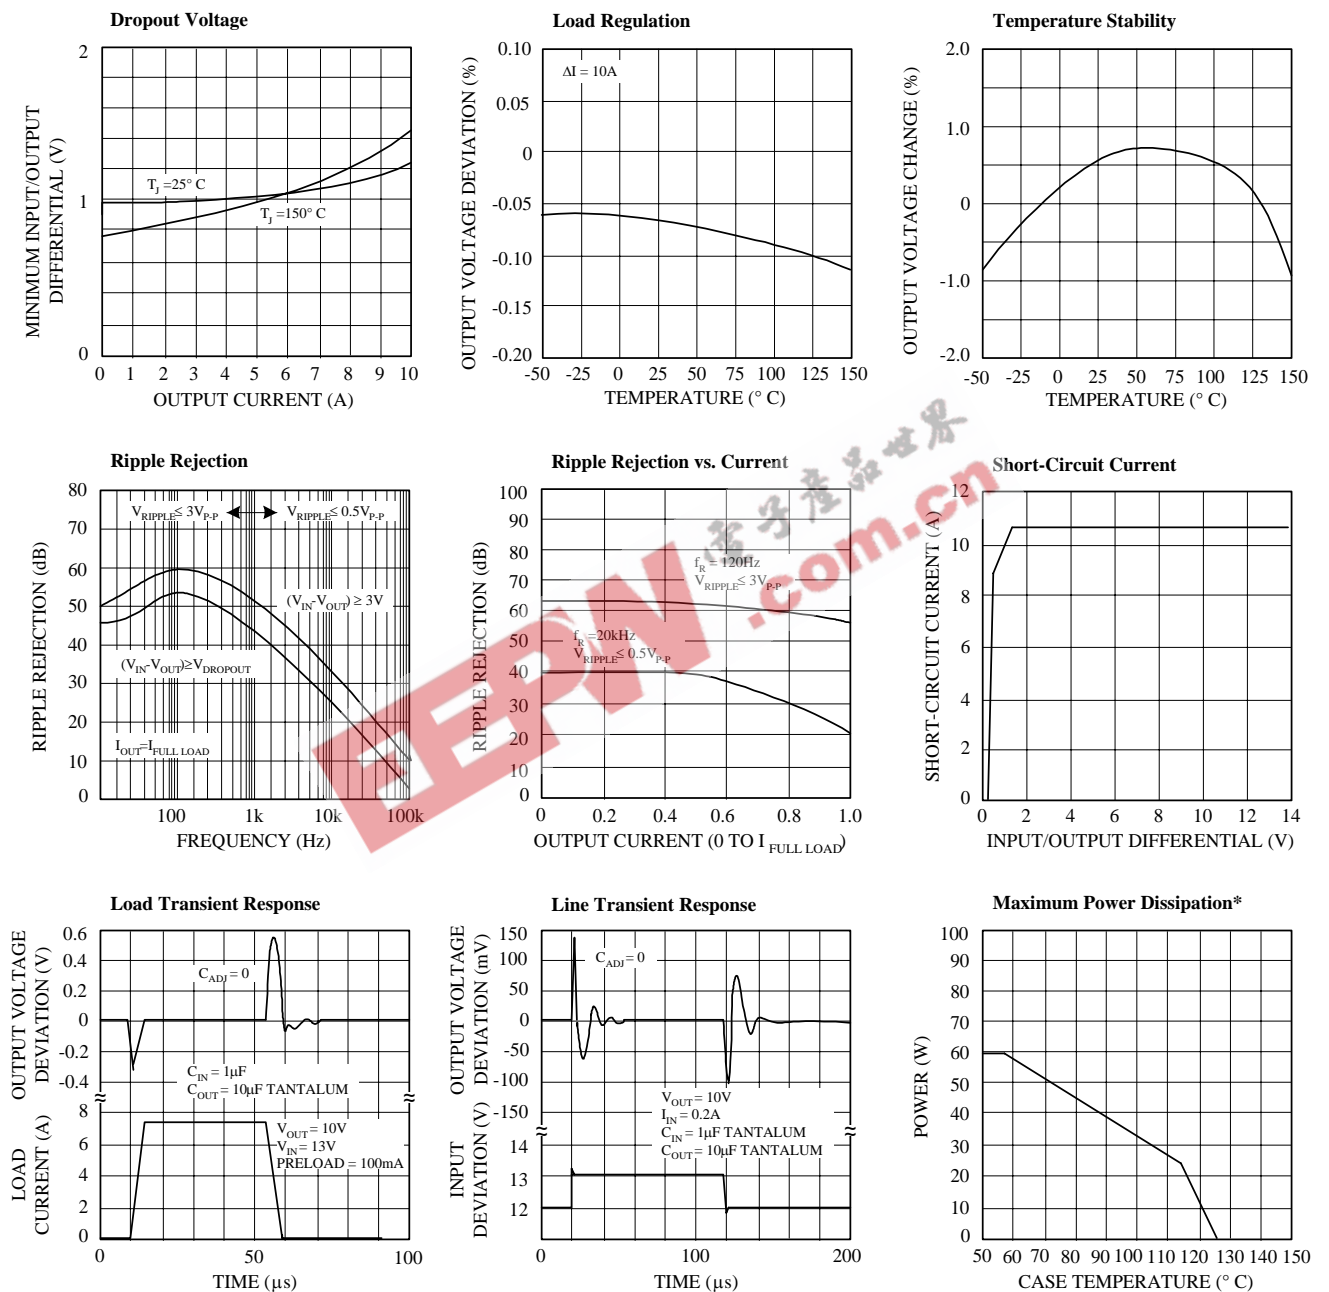 Dropout Voltage
MINIMUM INPUT/OUTPUT
DIFFERENTIAL (V)
2
1
0
T_J =25° C
T_J =150° C
0 1 2 3 4 5 6 7 8 9 10
OUTPUT CURRENT (A)
Load Regulation
OUTPUT VOLTAGE DEVIATION (%)
0.10
0.05
0
-0.05
-0.10
-0.15
-0.20
ΔI = 10A
-50 -25 0 25 50 75 100 125 150
TEMPERATURE (° C)
Temperature Stability
OUTPUT VOLTAGE CHANGE (%)
2.0
1.0
0
-1.0
-2.0
-50 -25 0 25 50 75 100 125 150
TEMPERATURE (° C)
Ripple Rejection
RIPPLE REJECTION (dB)
80
70
60
50
40
30
20
10
0
V_RIPPLE ≤ 3V_P-P
V_RIPPLE ≤ 0.5V_P-P
(V_IN-V_OUT) ≥ 3V
(V_IN-V_OUT)≥V_DROPOUT
I_OUT=I_FULL LOAD
100 1k 10k 100k
FREQUENCY (Hz)
Ripple Rejection vs. Current
RIPPLE REJECTION (dB)
100
90
80
70
60
50
40
30
20
10
0
f_R = 120Hz
V_RIPPLE ≤ 3V_P-P
f_R =20kHz
V_RIPPLE ≤ 0.5V_P-P
0 0.2 0.4 0.6 0.8 1.0
OUTPUT CURRENT (0 TO I_FULL LOAD)
Short-Circuit Current
SHORT-CIRCUIT CURRENT (A)
12
10
8
6
4
2
0
0 2 4 6 8 10 12 14
INPUT/OUTPUT DIFFERENTIAL (V)
EEPW
電子產品世界
.com.cn
Load Transient Response
OUTPUT VOLTAGE
DEVIATION (V)
0.6
0.4
0.2
0
-0.2
-0.4
C_ADJ = 0
C_IN = 1µF
C_OUT = 10µF TANTALUM
LOAD
CURRENT (A)
8
6
4
2
0
V_OUT = 10V
V_IN = 13V
PRELOAD = 100mA
0 50 100
TIME (µs)
Line Transient Response
OUTPUT VOLTAGE
DEVIATION (mV)
150
100
50
0
-50
-100
-150
C_ADJ = 0
V_OUT = 10V
I_IN = 0.2A
C_IN = 1µF TANTALUM
C_OUT = 10µF TANTALUM
INPUT
DEVIATION (V)
14
13
12
0 100 200
TIME (µs)
Maximum Power Dissipation*
POWER (W)
100
90
80
70
60
50
40
30
20
10
0
50 60 70 80 90 100 110 120 130 140 150
CASE TEMPERATURE (° C)